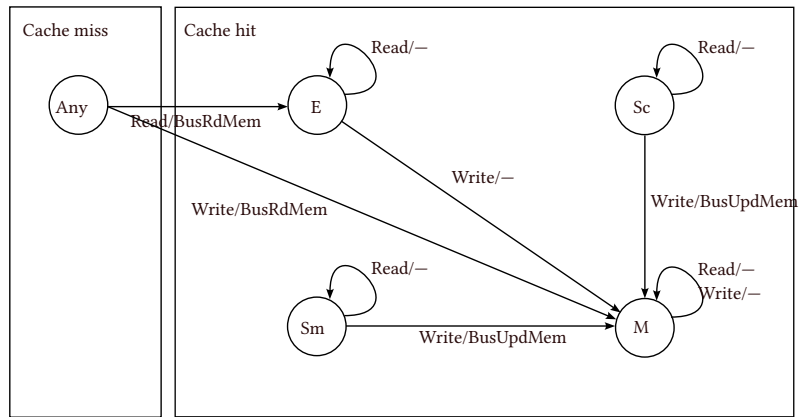 Cache miss
Cache hit
Read/—
Read/—
Any
E
Sc
Read/BusRdMem
Write/—
Write/BusRdMem
Write/BusUpdMem
Read/—
Read/—
Write/—
Sm
M
Write/BusUpdMem